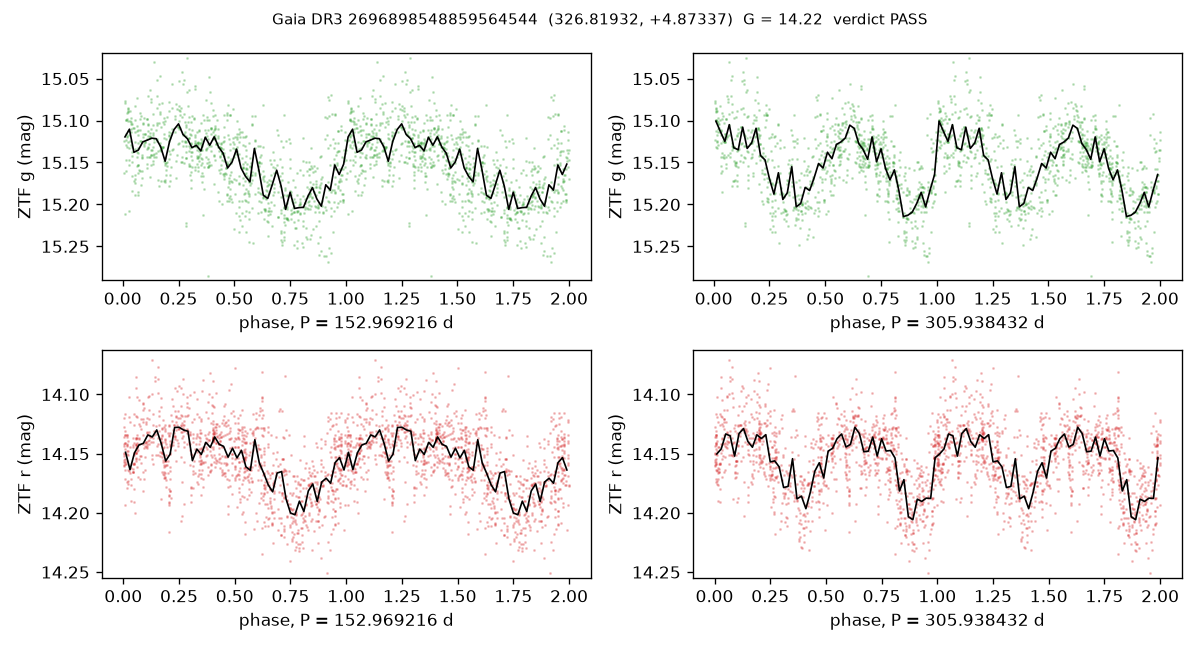 Gaia DR3 2696898548859564544 (326.81932, +4.87337) G = 14.22 verdict PASS
ZTF g (mag)
15.05
15.10
15.15
15.20
15.25
0.00 0.25 0.50 0.75 1.00 1.25 1.50 1.75 2.00
phase, P = 152.969216 d
ZTF g (mag)
15.05
15.10
15.15
15.20
15.25
0.00 0.25 0.50 0.75 1.00 1.25 1.50 1.75 2.00
phase, P = 305.938432 d
ZTF r (mag)
14.10
14.15
14.20
14.25
0.00 0.25 0.50 0.75 1.00 1.25 1.50 1.75 2.00
phase, P = 152.969216 d
ZTF r (mag)
14.10
14.15
14.20
14.25
0.00 0.25 0.50 0.75 1.00 1.25 1.50 1.75 2.00
phase, P = 305.938432 d